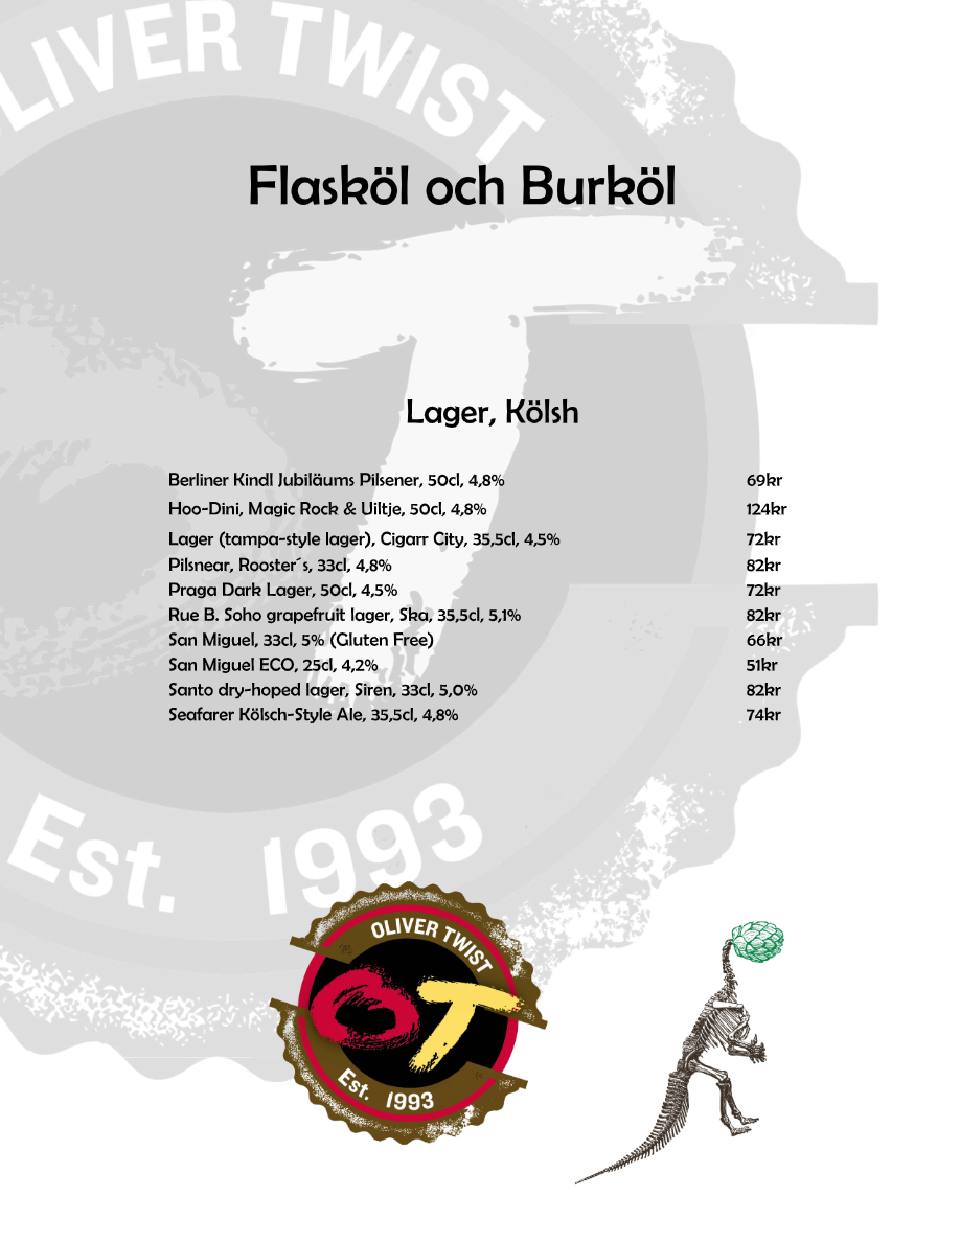 OLIVER TWIST
Flasköl och Burköl
Lager, Kölsh
Berliner Kindl Jubiläums Pilsener, 50cl, 4,8% 69kr
Hoo-Dini, Magic Rock & Uiltje, 50cl, 4,8% 124kr
Lager (tampa-style lager), Cigarr City, 35,5cl, 4,5% 72kr
Pilsnear, Rooster´s, 33cl, 4,8% 82kr
Praga Dark Lager, 50cl, 4,5% 72kr
Rue B. Soho grapefruit lager, Ska, 35,5cl, 5,1% 82kr
San Miguel, 33cl, 5% (Gluten Free) 66kr
San Miguel ECO, 25cl, 4,2% 51kr
Santo dry-hoped lager, Siren, 33cl, 5,0% 82kr
Seafarer Kölsch-Style Ale, 35,5cl, 4,8% 74kr
Est. 1993
OLIVER TWIST
OT
Est. 1993